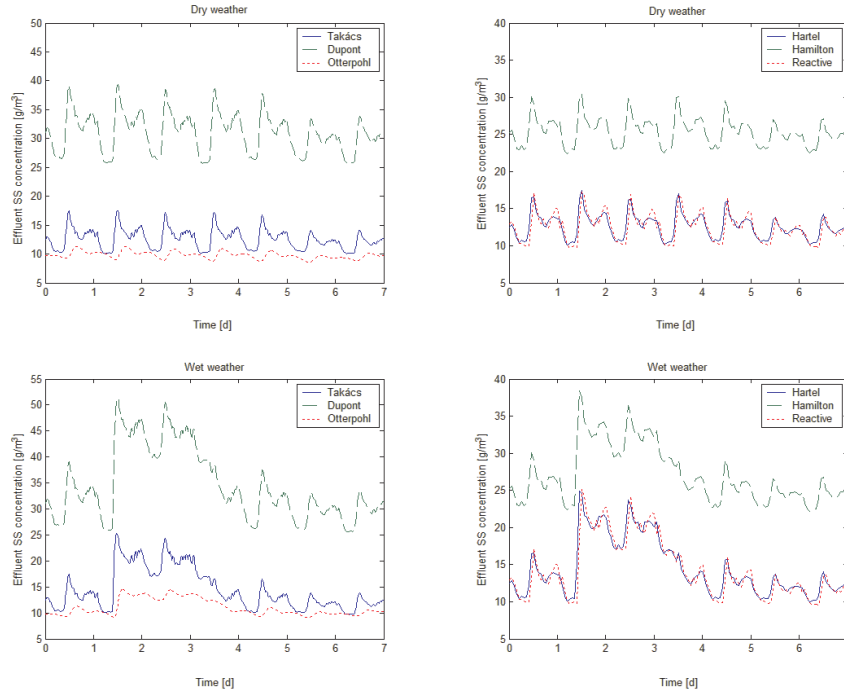 Dry weather
Effluent SS concentration [g/m³]
50
45
40
35
30
25
20
15
10
5
0 1 2 3 4 5 6 7
Time [d]
Takács
Dupont
Otterpohl
Dry weather
Effluent SS concentration [g/m³]
40
35
30
25
20
15
10
5
0 1 2 3 4 5 6
Time [d]
Hartel
Hamilton
Reactive
Wet weather
Effluent SS concentration [g/m³]
55
50
45
40
35
30
25
20
15
10
5
0 1 2 3 4 5 6 7
Time [d]
Takács
Dupont
Otterpohl
Wet weather
Effluent SS concentration [g/m³]
40
35
30
25
20
15
10
5
0 1 2 3 4 5 6
Time [d]
Hartel
Hamilton
Reactive